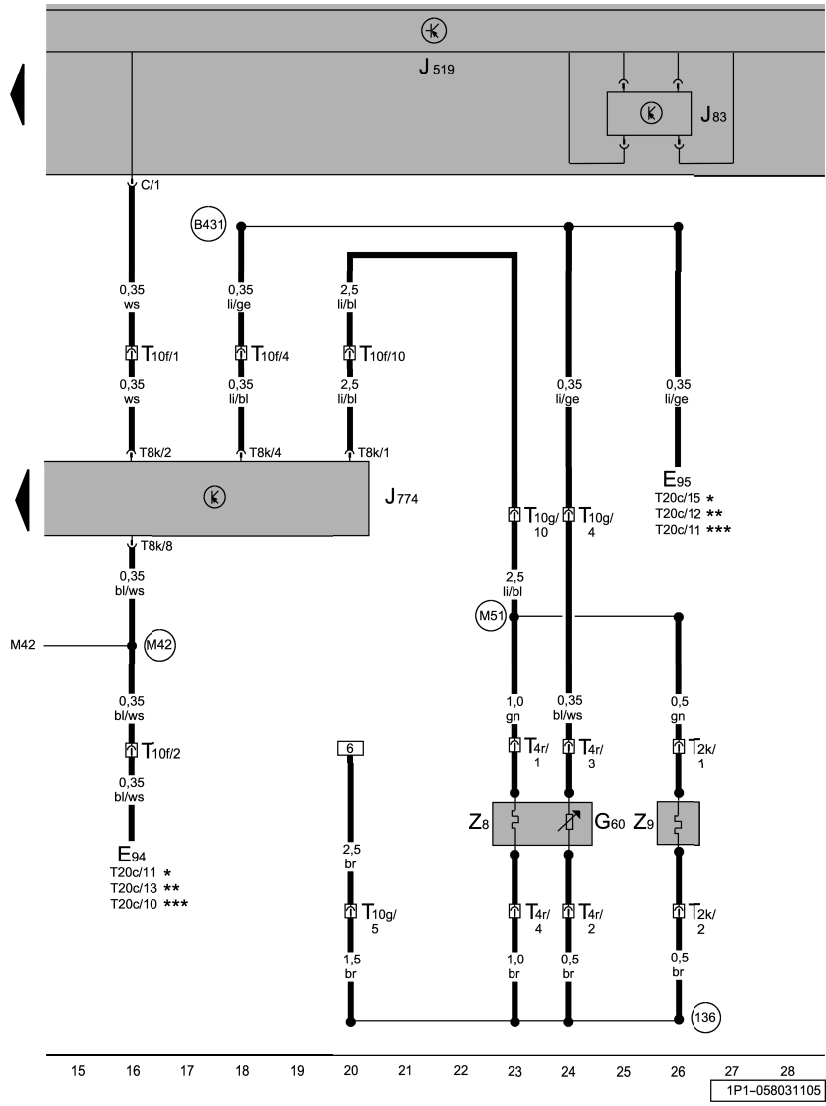 J519
J83
C/1
B431
0,35
ws
0,35
li/ge
2,5
li/bl
T10f/1
T10f/4
T10f/10
0,35
ws
0,35
li/bl
2,5
li/bl
0,35
li/ge
0,35
li/ge
T8k/2
T8k/4
T8k/1
J774
E95
T20c/15 *
T20c/12 **
T20c/11 ***
T10g/
10
T10g/
4
T8k/8
0,35
bl/ws
2,5
li/bl
M51
M42
M42
0,35
bl/ws
1,0
gn
0,35
bl/ws
0,5
gn
T10f/2
6
T4r/
1
T4r/
3
T2k/
1
0,35
bl/ws
Z8
G60
Z9
E94
T20c/11 *
T20c/13 **
T20c/10 ***
2,5
br
T10g/
5
T4r/
4
T4r/
2
T2k/
2
1,5
br
1,0
br
0,5
br
0,5
br
136
15 16 17 18 19 20 21 22 23 24 25 26 27 28
1P1-058031105